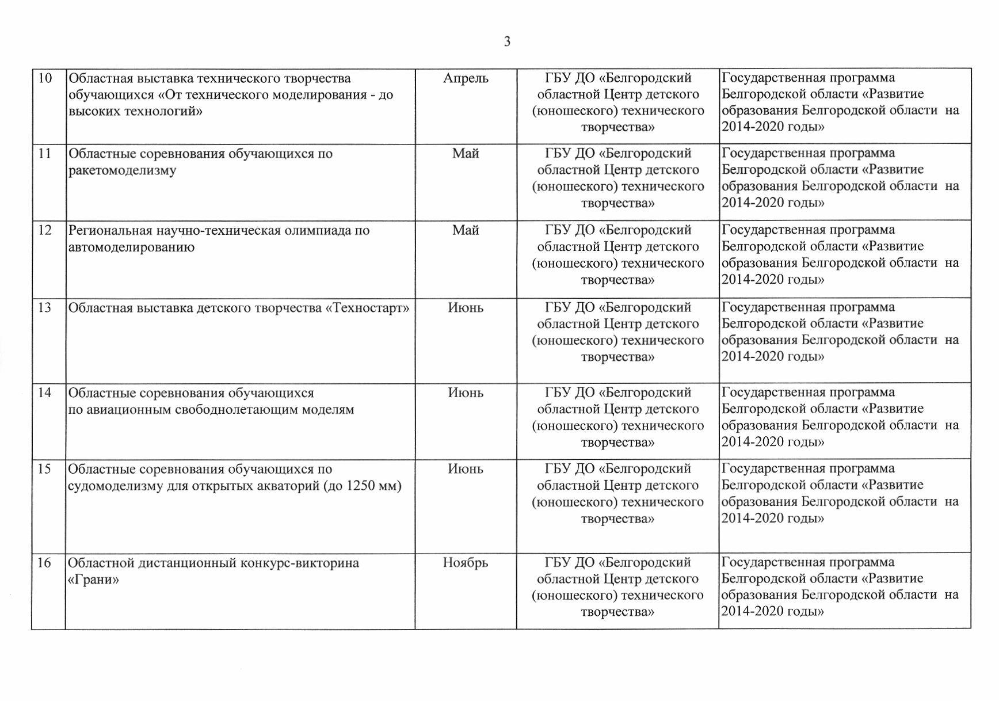 3
10 Областная выставка технического творчества
обучающихся «От технического моделирования - до
высоких технологий»
Апрель
ГБУ ДО «Белгородский
областной Центр детского
(юношеского) технического
творчества»
Государственная программа
Белгородской области «Развитие
образования Белгородской области на
2014-2020 годы»
11 Областные соревнования обучающихся по
ракетомоделизму
Май
ГБУ ДО «Белгородский
областной Центр детского
(юношеского) технического
творчества»
Государственная программа
Белгородской области «Развитие
образования Белгородской области на
2014-2020 годы»
12 Региональная научно-техническая олимпиада по
автомоделированию
Май
ГБУ ДО «Белгородский
областной Центр детского
(юношеского) технического
творчества»
Государственная программа
Белгородской области «Развитие
образования Белгородской области на
2014-2020 годы»
13 Областная выставка детского творчества «Техностарт»
Июнь
ГБУ ДО «Белгородский
областной Центр детского
(юношеского) технического
творчества»
Государственная программа
Белгородской области «Развитие
образования Белгородской области на
2014-2020 годы»
14 Областные соревнования обучающихся
по авиационным свободнолетающим моделям
Июнь
ГБУ ДО «Белгородский
областной Центр детского
(юношеского) технического
творчества»
Государственная программа
Белгородской области «Развитие
образования Белгородской области на
2014-2020 годы»
15 Областные соревнования обучающихся по
судомоделизму для открытых акваторий (до 1250 мм)
Июнь
ГБУ ДО «Белгородский
областной Центр детского
(юношеского) технического
творчества»
Государственная программа
Белгородской области «Развитие
образования Белгородской области на
2014-2020 годы»
16 Областной дистанционный конкурс-викторина
«Грани»
Ноябрь
ГБУ ДО «Белгородский
областной Центр детского
(юношеского) технического
творчества»
Государственная программа
Белгородской области «Развитие
образования Белгородской области на
2014-2020 годы»